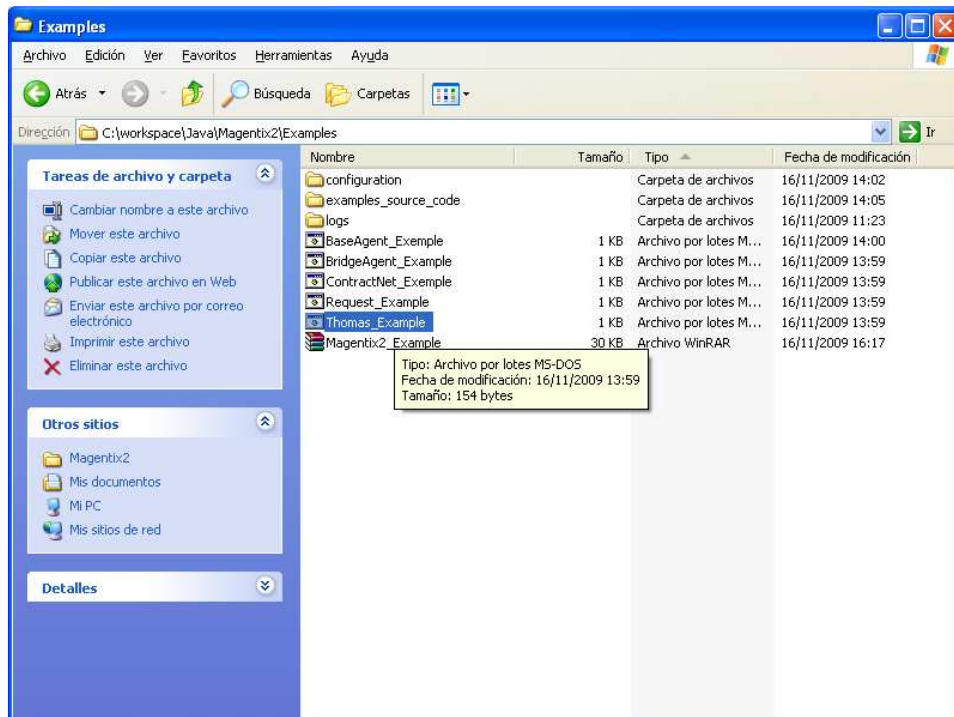 Examples
Archivo Edición Ver Favoritos Herramientas Ayuda
Atrás Búsqueda Carpetas
Dirección C:\workspace\Java\Magentix2\Examples Ir
Nombre Tamaño Tipo Fecha de modificación
Tareas de archivo y carpeta
Cambiar nombre a este archivo
Mover este archivo
Copiar este archivo
Publicar este archivo en Web
Enviar este archivo por correo
electrónico
Imprimir este archivo
Eliminar este archivo
Otros sitios
Magentix2
Mis documentos
Mi PC
Mis sitios de red
Detalles
configuration Carpeta de archivos 16/11/2009 14:02
examples_source_code Carpeta de archivos 16/11/2009 14:05
logs Carpeta de archivos 16/11/2009 11:23
BaseAgent_Exemple 1 KB Archivo por lotes M... 16/11/2009 14:00
BridgeAgent_Example 1 KB Archivo por lotes M... 16/11/2009 13:59
ContractNet_Exemple 1 KB Archivo por lotes M... 16/11/2009 13:59
Request_Example 1 KB Archivo por lotes M... 16/11/2009 13:59
Thomas_Example 1 KB Archivo por lotes M... 16/11/2009 13:59
Magentix2_Example 30 KB Archivo WinRAR 16/11/2009 16:17
Tipo: Archivo por lotes MS-DOS
Fecha de modificación: 16/11/2009 13:59
Tamaño: 154 bytes